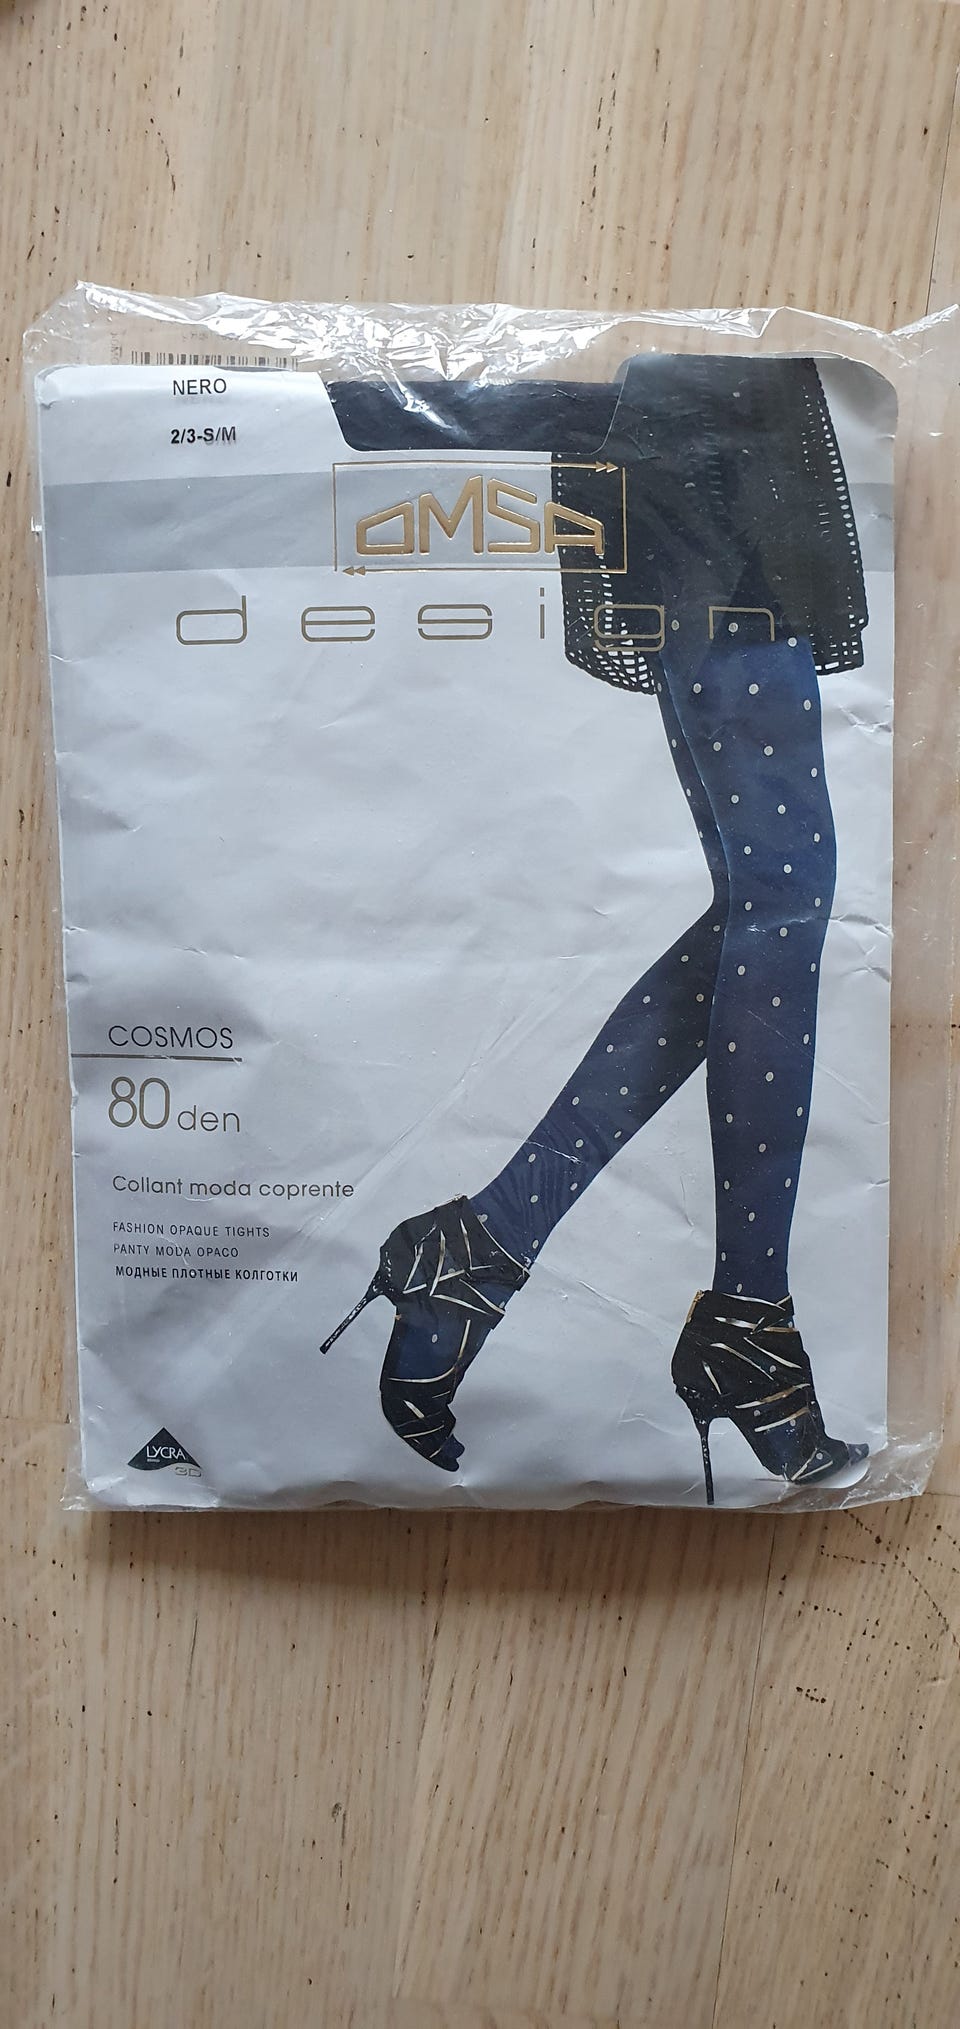 NERO
2/3-S/M
OMSA
design
COSMOS
80 den
Collant moda coprente
FASHION OPAQUE TIGHTS
PANTY MODA OPACO
МОДНЫЕ ПЛОТНЫЕ КОЛГОТКИ
LYCRA
3D